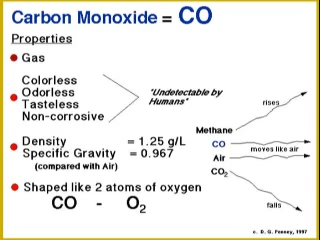 Carbon Monoxide = CO
Properties
Gas
Colorless
Odorless
Tasteless
Non-corrosive
"Undetectable by
Humans"
Density = 1.25 g/L
Specific Gravity = 0.967
(compared with Air)
Shaped like 2 atoms of oxygen
CO - O₂
rises
Methane
CO
moves like air
Air
CO₂
falls
c. D. G. Penney, 1997